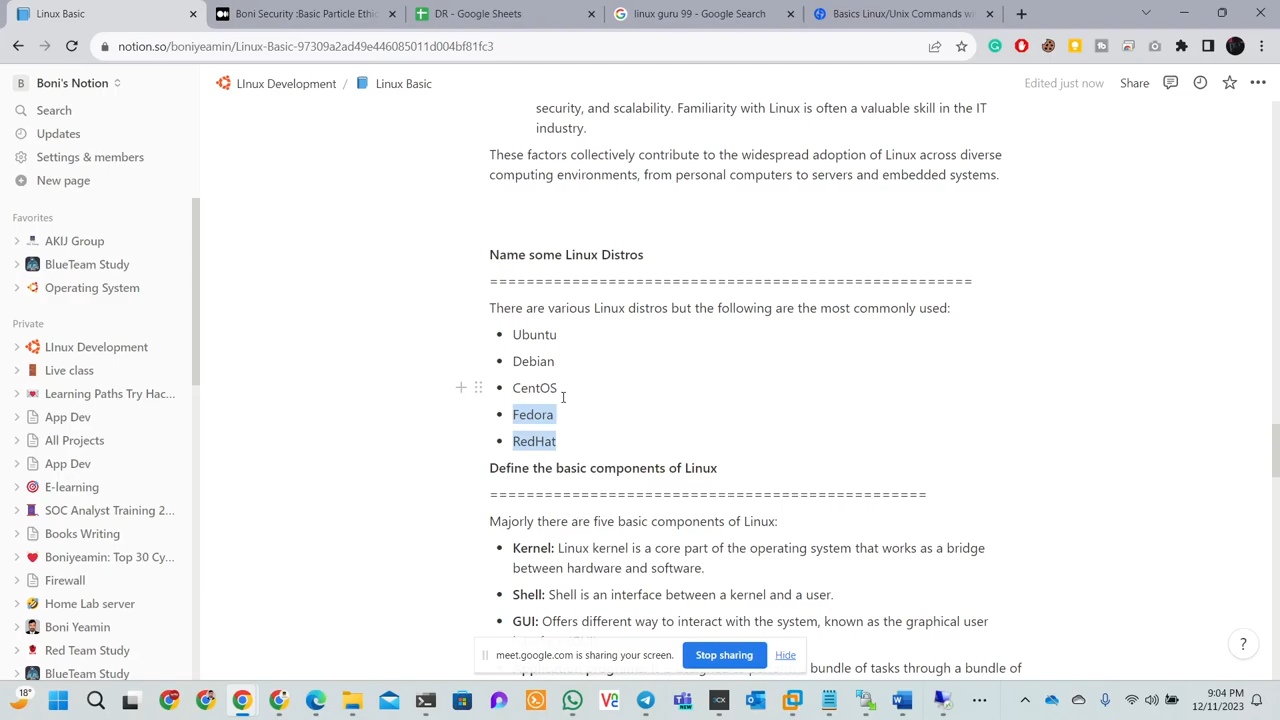 Linux Basic
Boni Security :Basic Particle Ethic
DR - Google Sheets
linux guru 99 - Google Search
Basics Linux/Unix Commands wi
notion.so/boniyeamin/Linux-Basic-97309a2ad49e446085011d004bf81fc3
B Boni's Notion
LInux Development / Linux Basic
Edited just now Share
Search
Updates
Settings & members
New page
Favorites
AKIJ Group
BlueTeam Study
Operating System
Private
LInux Development
Live class
Learning Paths Try Hac...
App Dev
All Projects
App Dev
E-learning
SOC Analyst Training 2...
Books Writing
Boniyeamin: Top 30 Cy...
Firewall
Home Lab server
Boni Yeamin
Red Team Study
BlueTeam Study
security, and scalability. Familiarity with Linux is often a valuable skill in the IT
industry.
These factors collectively contribute to the widespread adoption of Linux across diverse
computing environments, from personal computers to servers and embedded systems.
Name some Linux Distros
=====================================================
There are various Linux distros but the following are the most commonly used:
Ubuntu
Debian
CentOS
Fedora
RedHat
Define the basic components of Linux
================================================
Majorly there are five basic components of Linux:
Kernel: Linux kernel is a core part of the operating system that works as a bridge
between hardware and software.
Shell: Shell is an interface between a kernel and a user.
GUI: Offers different way to interact with the system, known as the graphical user
bundle of tasks through a bundle of
meet.google.com is sharing your screen. Stop sharing Hide
?
18°
9:04 PM
12/11/2023